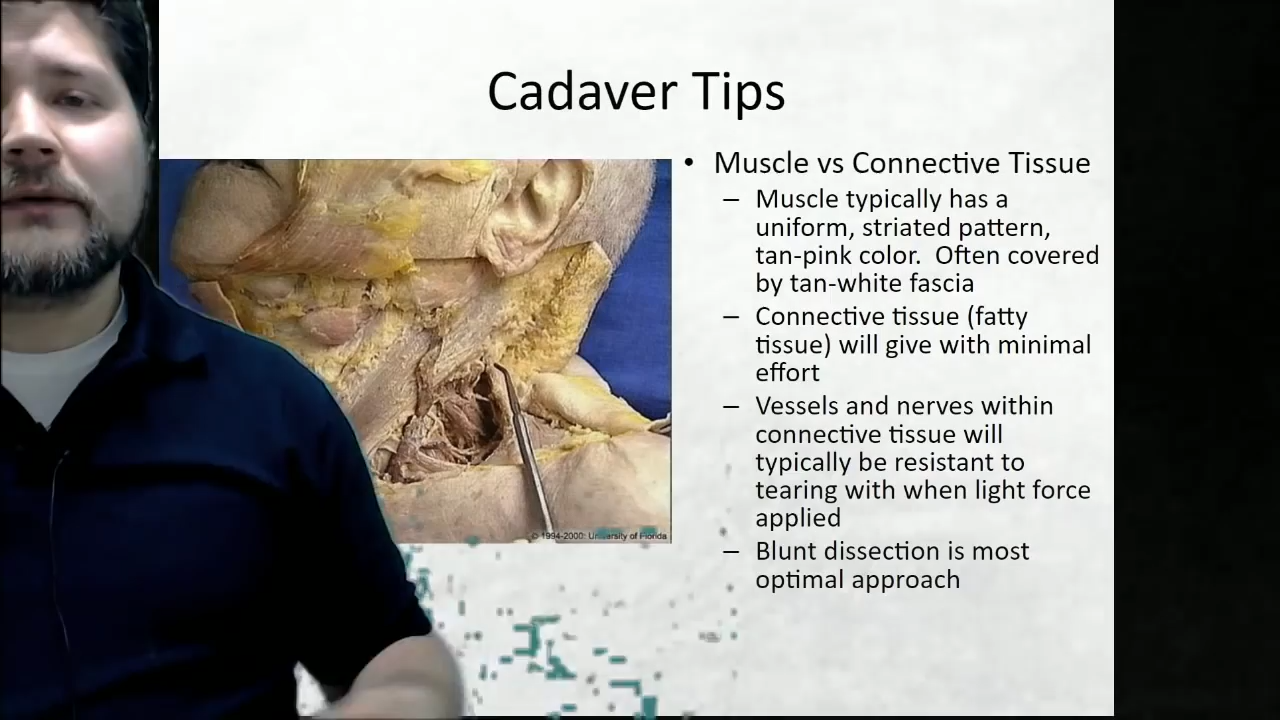 Cadaver Tips
• Muscle vs Connective Tissue
– Muscle typically has a
uniform, striated pattern,
tan-pink color.  Often covered
by tan-white fascia
– Connective tissue (fatty
tissue) will give with minimal
effort
– Vessels and nerves within
connective tissue will
typically be resistant to
tearing with when light force
applied
– Blunt dissection is most
optimal approach
© 1994-2000: University of Florida